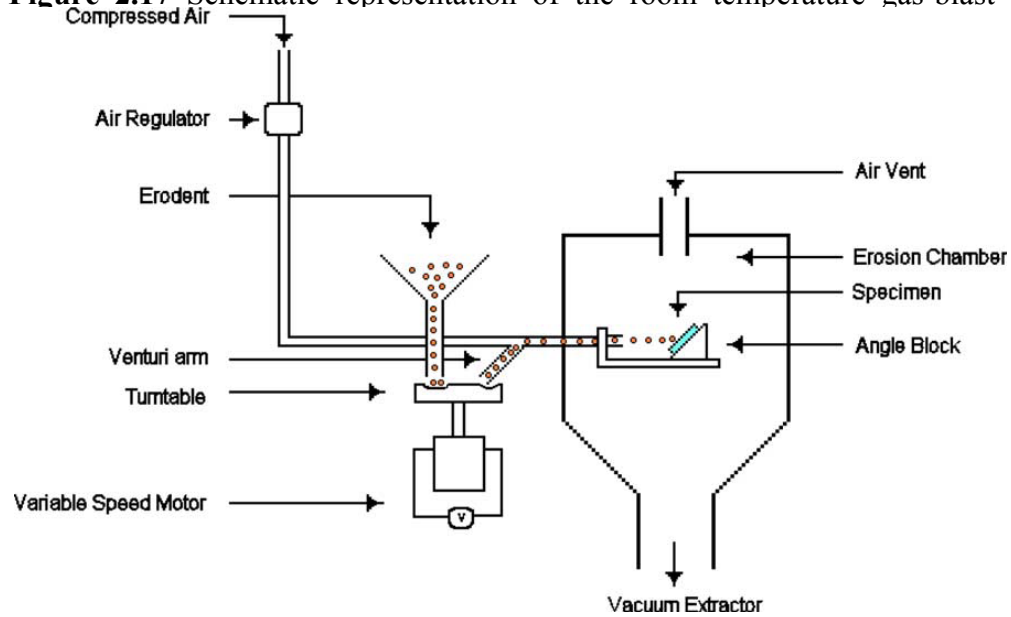 Figure 2.17 Schematic representation of the room temperature gas-blast
Compressed Air
Air Regulator
Air Vent
Erodent
Erosion Chamber
Specimen
Angle Block
Venturi arm
Turntable
Variable Speed Motor
V
Vacuum Extractor